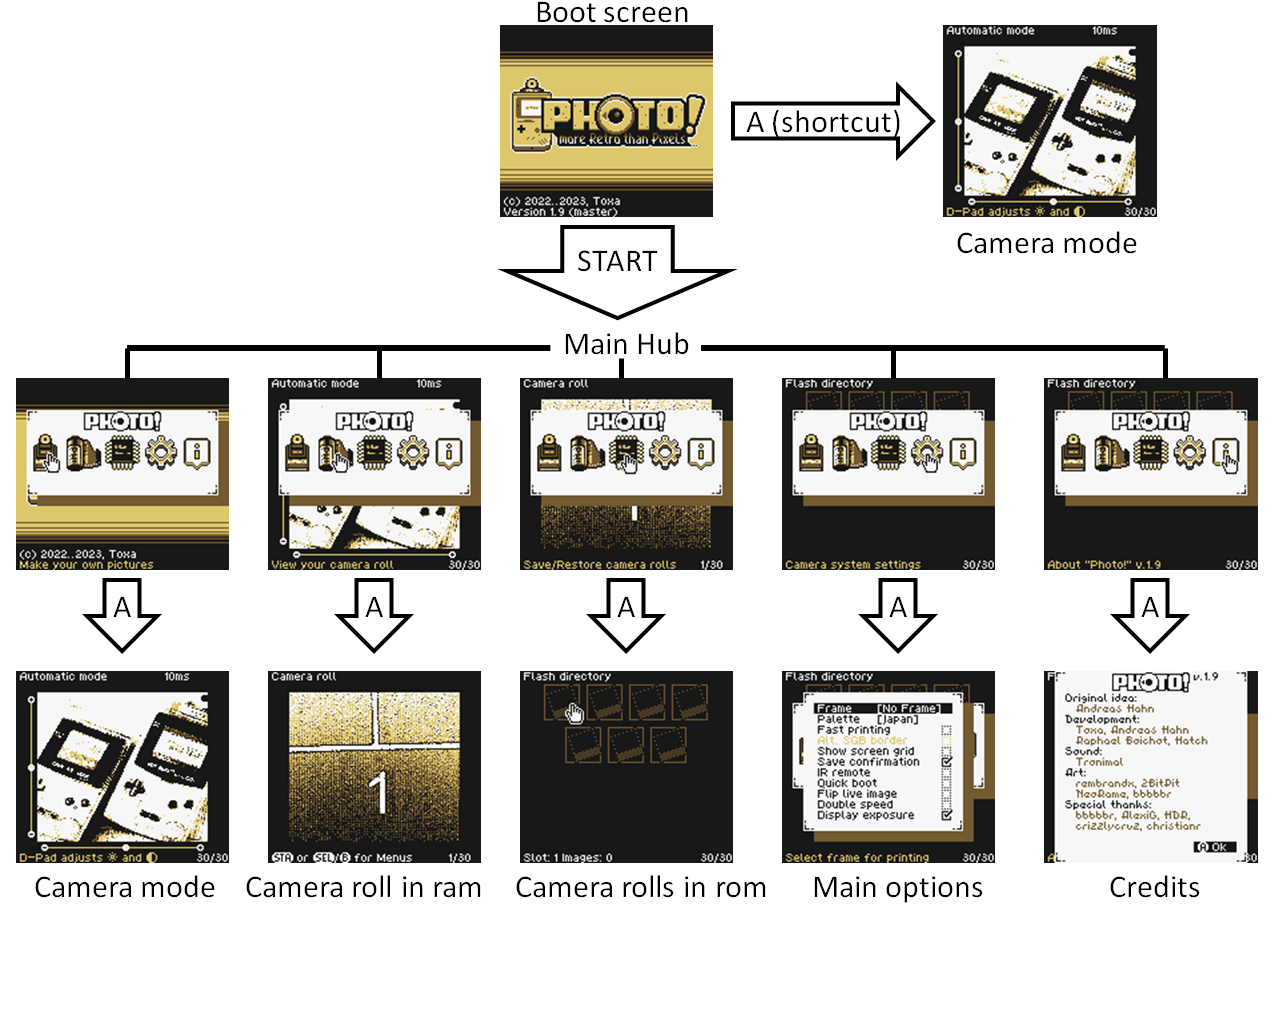 Boot screen
PHOTO!
more Retro than Pixels...
(c) 2022..2023, Toxa
Version 1.9 (master)
A (shortcut)
Automatic mode 10ms
D-Pad adjusts and 30/30
Camera mode
START
Main Hub
PHOTO!
(c) 2022..2023, Toxa
Make your own pictures
Automatic mode 10ms
PHOTO!
View your camera roll 30/30
Camera roll
PHOTO!
Save/Restore camera rolls 1/30
Flash directory
PHOTO!
Camera system settings 30/30
Flash directory
PHOTO!
About "Photo!" v.1.9 30/30
A
A
A
A
A
Automatic mode 10ms
D-Pad adjusts and 30/30
Camera mode
Camera roll
1
STA or SEL/B for Menus 1/30
Camera roll in ram
Flash directory
Slot: 1 Images: 0 30/30
Camera rolls in rom
Flash directory
Frame [No Frame]
Palette [Japan]
Fast printing
Alt. SGB border
Show screen grid
Save confirmation
IR remote
Quick boot
Flip live image
Double speed
Display exposure
Select frame for printing 30/30
Main options
PHOTO! v.1.9
Original idea:
Andreas Hahn
Development:
Toxa, Andreas Hahn
Raphael Boichot, Hatch
Sound:
Tronimal
Art:
rembrandx, 2BitPit
NeoRama, bbbbbr
Special thanks:
bbbbbr, AlexiG, HDR,
crizzlycruz, christianr
A Ok
30
Credits